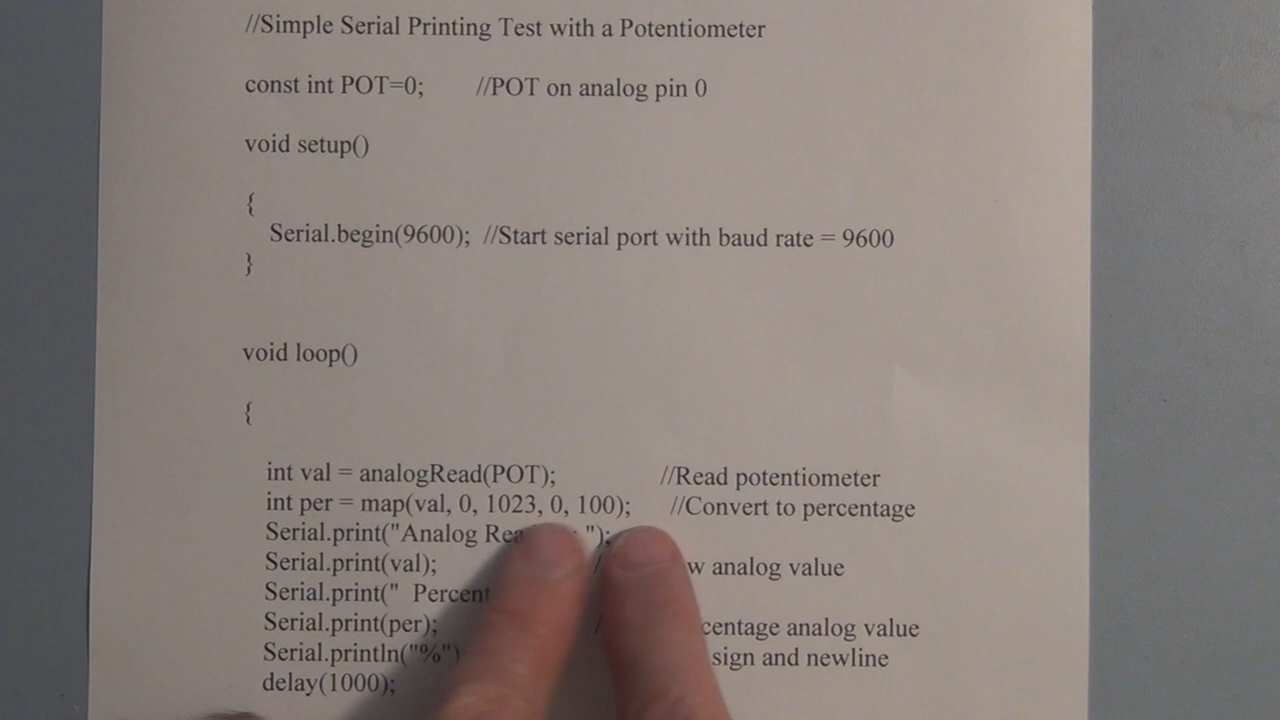 //Simple Serial Printing Test with a Potentiometer
const int POT=0; //POT on analog pin 0
void setup()
{
Serial.begin(9600); //Start serial port with baud rate = 9600
}
void loop()
{
int val = analogRead(POT); //Read potentiometer
int per = map(val, 0, 1023, 0, 100); //Convert to percentage
Serial.print("Analog ");
Serial.print(val); analog value
Serial.print(" Percent
Serial.print(per); analog value
Serial.println("%") sign and newline
delay(1000);